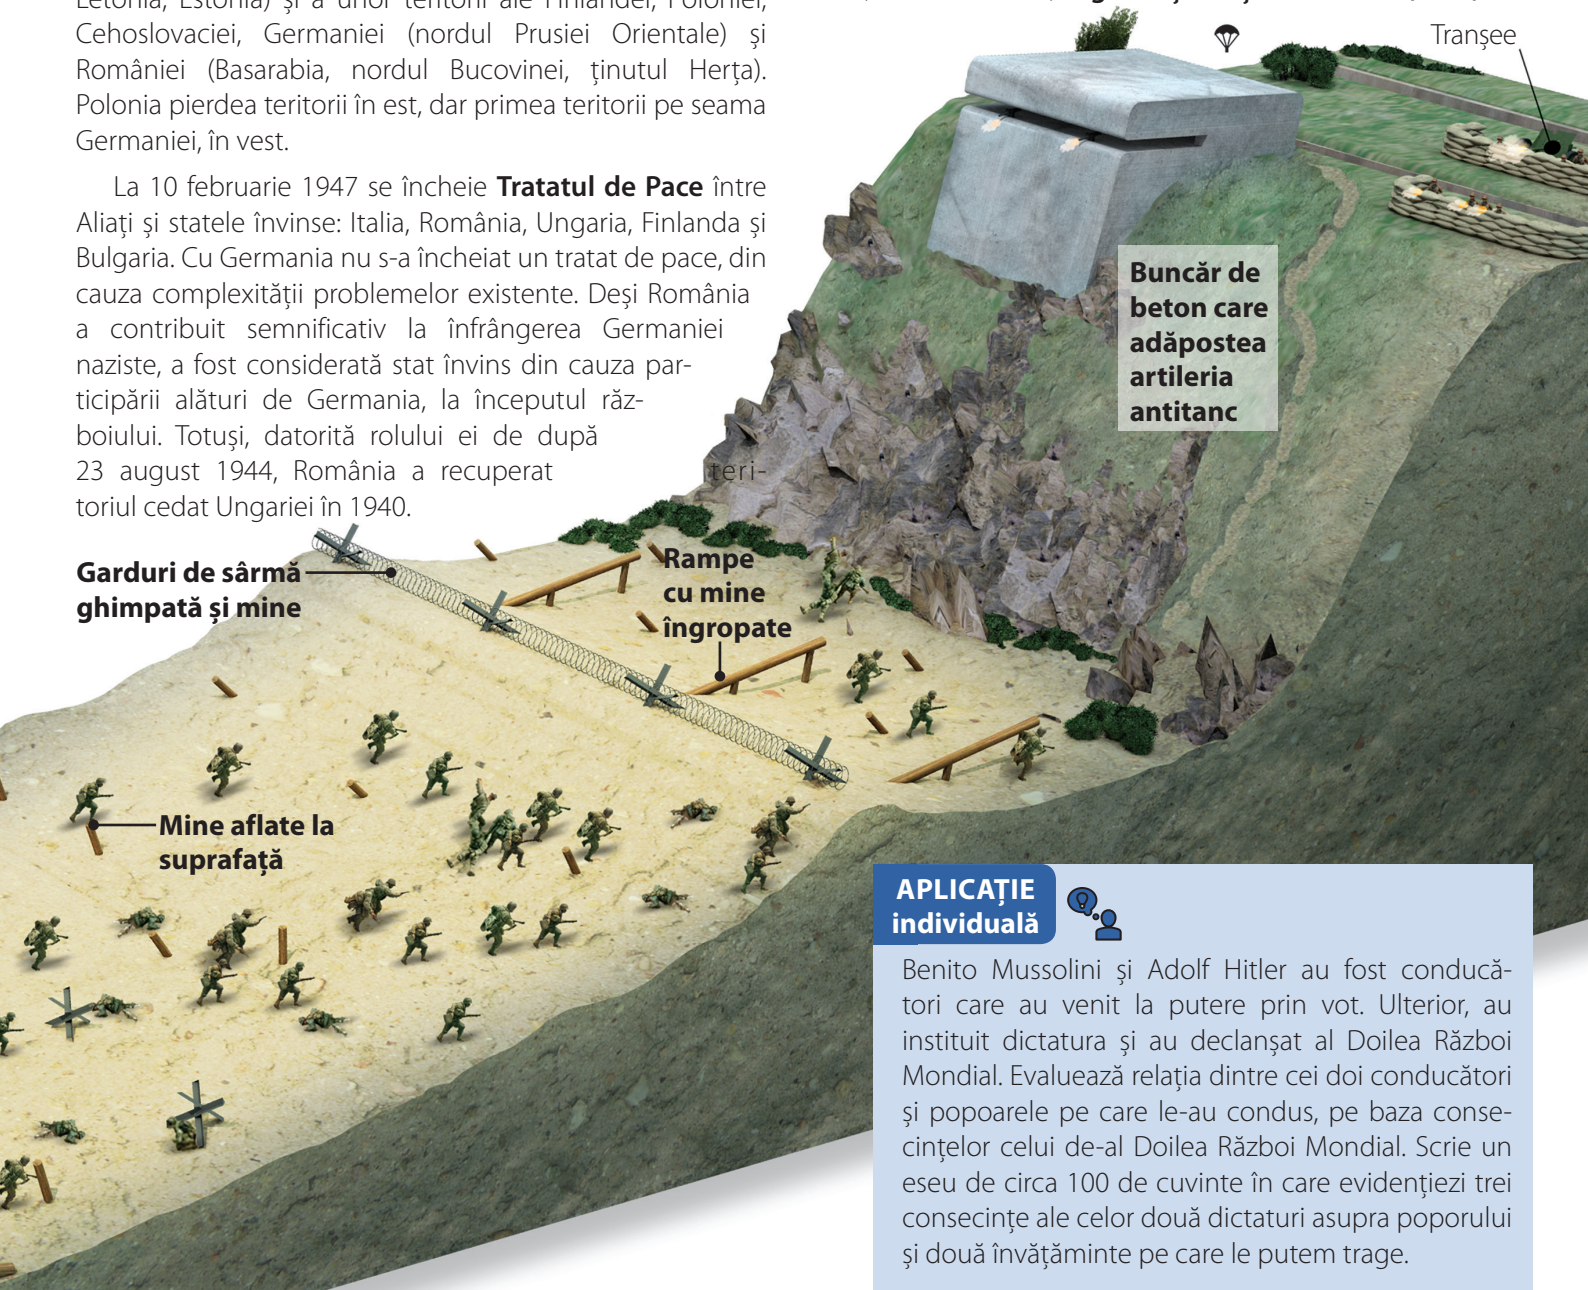 Letonia, Estonia) și a unor teritorii ale Finlandei, Poloniei,
Cehoslovaciei, Germaniei (nordul Prusiei Orientale) și
României (Basarabia, nordul Bucovinei, ținutul Herța).
Polonia pierdea teritorii în est, dar primea teritorii pe seama
Germaniei, în vest.
La 10 februarie 1947 se încheie Tratatul de Pace între
Aliați și statele învinse: Italia, România, Ungaria, Finlanda și
Bulgaria. Cu Germania nu s-a încheiat un tratat de pace, din
cauza complexității problemelor existente. Deși România
a contribuit semnificativ la înfrângerea Germaniei
naziste, a fost considerată stat învins din cauza par-
ticipării alături de Germania, la începutul răz-
boiului. Totuși, datorită rolului ei de după
23 august 1944, România a recuperat teri-
toriul cedat Ungariei în 1940.
Tranșee
Buncăr de
beton care
adăpostea
artileria
antitanc
Garduri de sârmă
ghimpată și mine
Rampe
cu mine
îngropate
Mine aflate la
suprafață
APLICAȚIE
individuală
Benito Mussolini și Adolf Hitler au fost conducă-
tori care au venit la putere prin vot. Ulterior, au
instituit dictatura și au declanșat al Doilea Război
Mondial. Evaluează relația dintre cei doi conducători
și popoarele pe care le-au condus, pe baza conse-
cințelor celui de-al Doilea Război Mondial. Scrie un
eseu de circa 100 de cuvinte în care evidențiezi trei
consecințe ale celor două dictaturi asupra poporului
și două învățăminte pe care le putem trage.